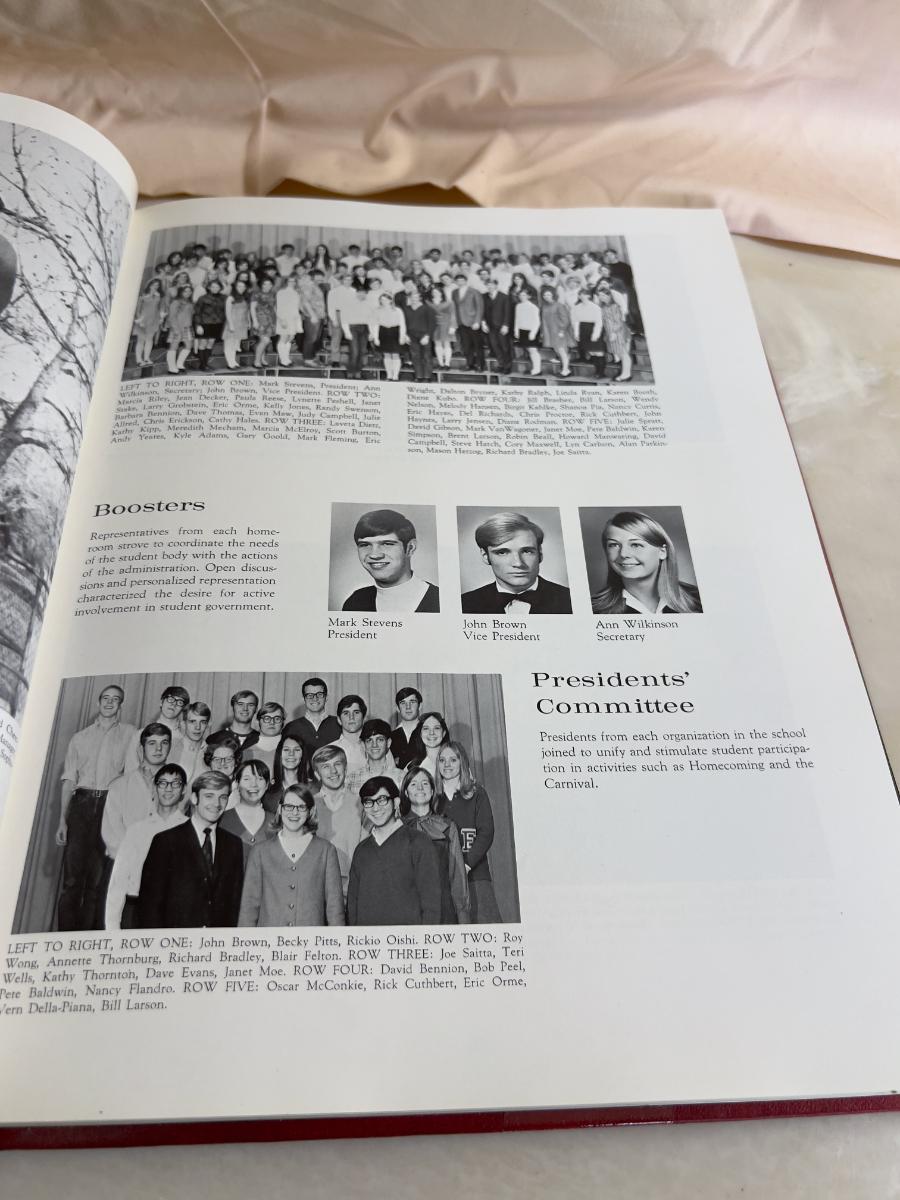 LEFT TO RIGHT, ROW ONE: Mark Stevens, President; Ann
Wilkinson, Secretary; John Brown, Vice President. ROW TWO:
Marcia Riley, Jean Decker, Paula Reese, Lynette Peshell, Janet
Siske, Larry Grobstein, Eric Orme, Kelly Jones, Randy Swenson,
Barbara Bennion, Dave Thomas, Evan Maw, Judy Campbell, Julie
Allred, Chris Erickson, Cathy Hales. ROW THREE: Laveta Dietz,
Kathy Kipp, Meredith Mecham, Marcia McElroy, Scott Burton,
Andy Yeates, Kyle Adams, Gary Goold, Mark Fleming, Eric
Wright, Dalton Bryner, Kathy Ralph, Linda Ryan, Karen Booth,
Diane Kubo. ROW FOUR: Bill Brasher, Bill Larson, Wendy
Nelson, Melody Hansen, Birgit Kahlke, Shanoa Pia, Nancy Curtis,
Eric Hayes, Del Richards, Chris Proctor, Rick Cuthbert, John
Haynes, Larry Jensen, Diane Rodman. ROW FIVE: Julie Spratt,
David Gibson, Mark VanWagoner, Janet Moe, Pete Baldwin, Karen
Simpson, Brent Larson, Robin Beall, Howard Manwaring, David
Campbell, Steve Hatch, Cory Maxwell, Lyn Carlson, Alan Parkin-
son, Mason Herzog, Richard Bradley, Joe Saitta.
Boosters
Representatives from each home-
room strove to coordinate the needs
of the student body with the actions
of the administration. Open discus-
sions and personalized representation
characterized the desire for active
involvement in student government.
Mark Stevens
President
John Brown
Vice President
Ann Wilkinson
Secretary
Presidents'
Committee
Presidents from each organization in the school
joined to unify and stimulate student participa-
tion in activities such as Homecoming and the
Carnival.
F
LEFT TO RIGHT, ROW ONE: John Brown, Becky Pitts, Rickio Oishi. ROW TWO: Roy
Wong, Annette Thornburg, Richard Bradley, Blair Felton. ROW THREE: Joe Saitta, Teri
Wells, Kathy Thornton, Dave Evans, Janet Moe. ROW FOUR: David Bennion, Bob Peel,
Pete Baldwin, Nancy Flandro. ROW FIVE: Oscar McConkie, Rick Cuthbert, Eric Orme,
Vern Della-Piana, Bill Larson.